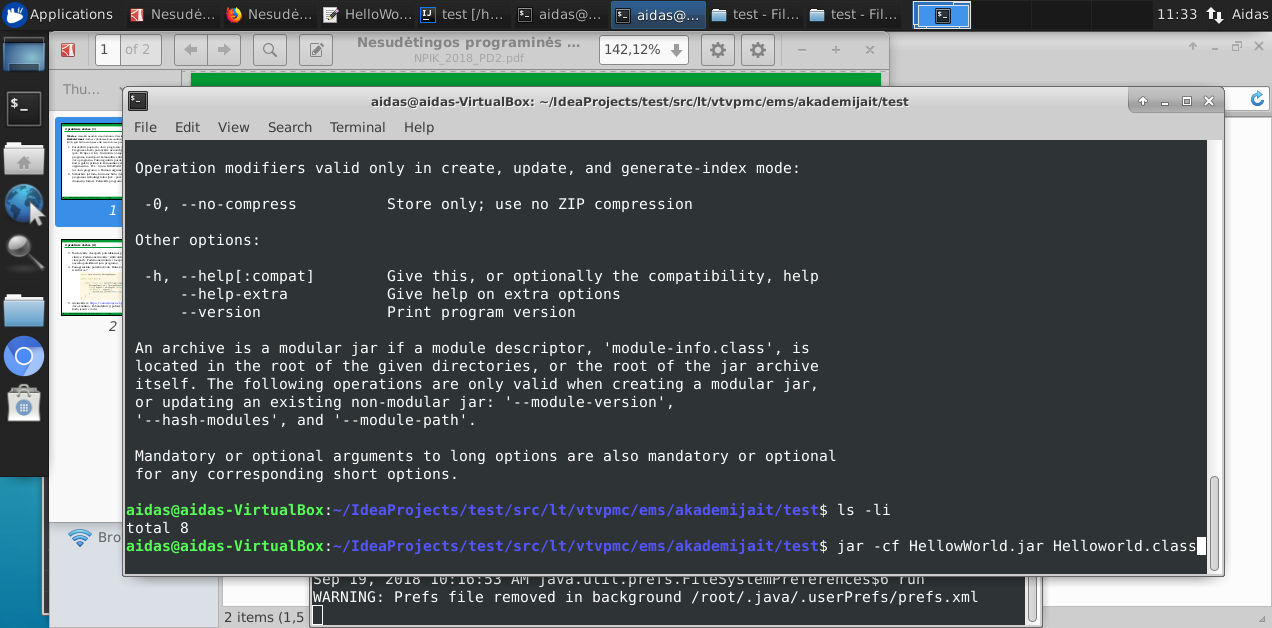 Applications
Nesudė...
Nesudė...
HelloWo...
test [/h...
aidas@...
aidas@...
test - Fil...
test - Fil...
11:33
Aidas
1 of 2
Nesudėtingos programinės ...
NPIK_2018_PD2.pdf
142,12%
Thu...
1
2
aidas@aidas-VirtualBox: ~/IdeaProjects/test/src/lt/vtvpmc/ems/akademijait/test
File Edit View Search Terminal Help
Operation modifiers valid only in create, update, and generate-index mode:
-0, --no-compress Store only; use no ZIP compression
Other options:
-h, --help[:compat] Give this, or optionally the compatibility, help
--help-extra Give help on extra options
--version Print program version
An archive is a modular jar if a module descriptor, 'module-info.class', is
located in the root of the given directories, or the root of the jar archive
itself. The following operations are only valid when creating a modular jar,
or updating an existing non-modular jar: '--module-version',
'--hash-modules', and '--module-path'.
Mandatory or optional arguments to long options are also mandatory or optional
for any corresponding short options.
aidas@aidas-VirtualBox:~/IdeaProjects/test/src/lt/vtvpmc/ems/akademijait/test$ ls -li
total 8
aidas@aidas-VirtualBox:~/IdeaProjects/test/src/lt/vtvpmc/ems/akademijait/test$ jar -cf HellowWorld.jar Helloworld.class
Bro
2 items (1,5
Sep 19, 2018 10:16:53 AM java.util.prefs.FileSystemPreferences$6 run
WARNING: Prefs file removed in background /root/.java/.userPrefs/prefs.xml